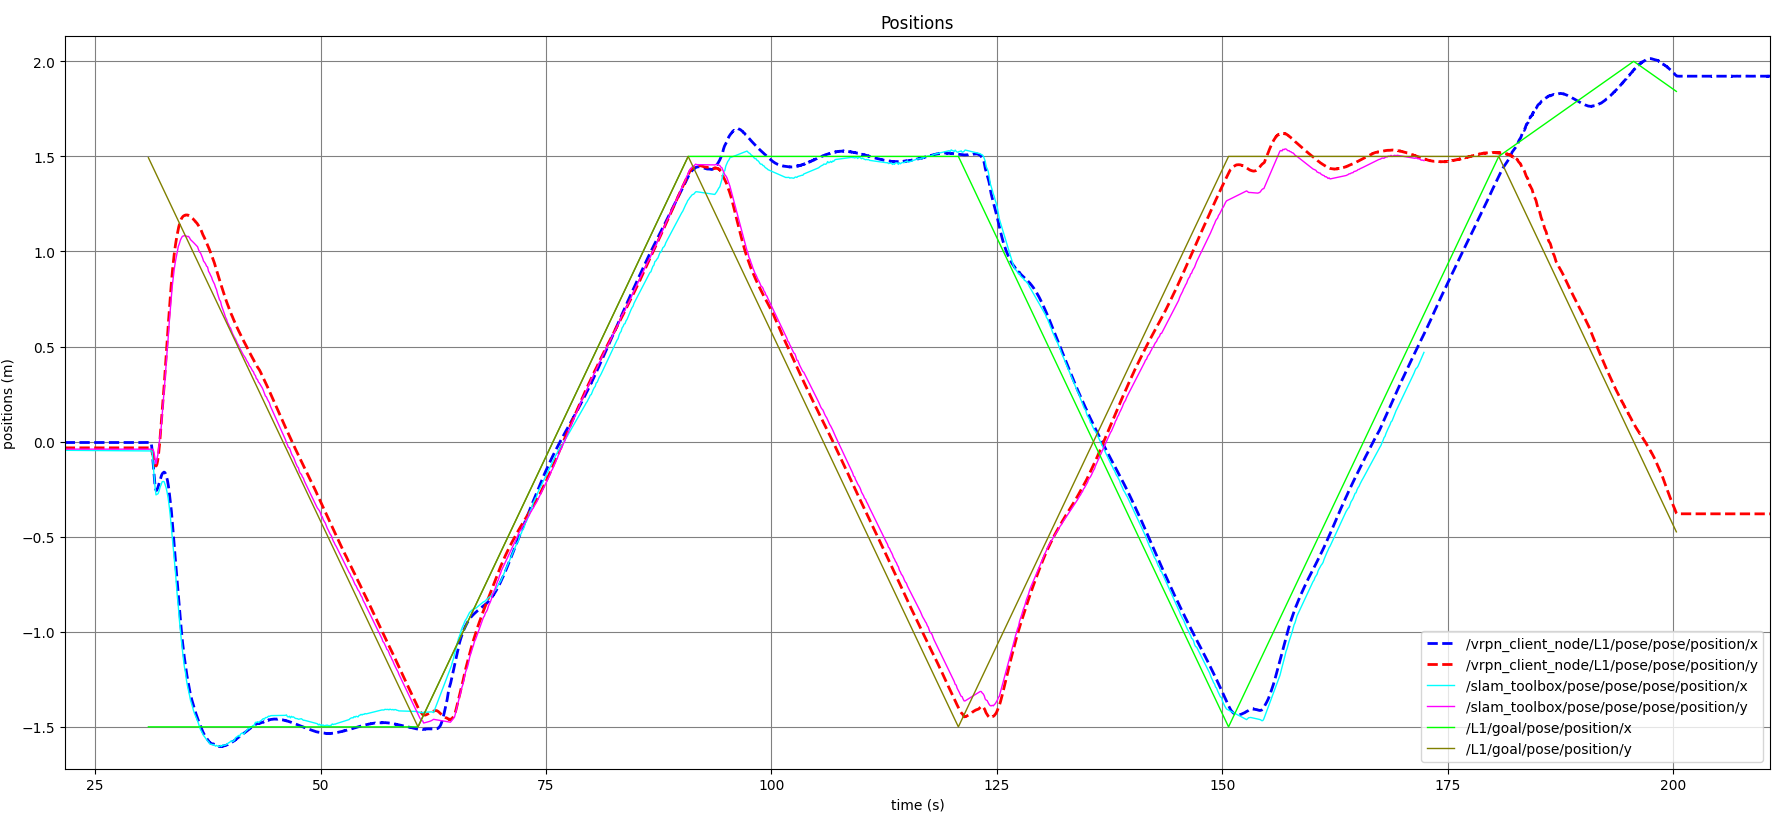 Positions
positions (m)
2.0
1.5
1.0
0.5
0.0
−0.5
−1.0
−1.5
25
50
75
100
125
150
175
200
time (s)
/vrpn_client_node/L1/pose/pose/position/x
/vrpn_client_node/L1/pose/pose/position/y
/slam_toolbox/pose/pose/pose/position/x
/slam_toolbox/pose/pose/pose/position/y
/L1/goal/pose/position/x
/L1/goal/pose/position/y